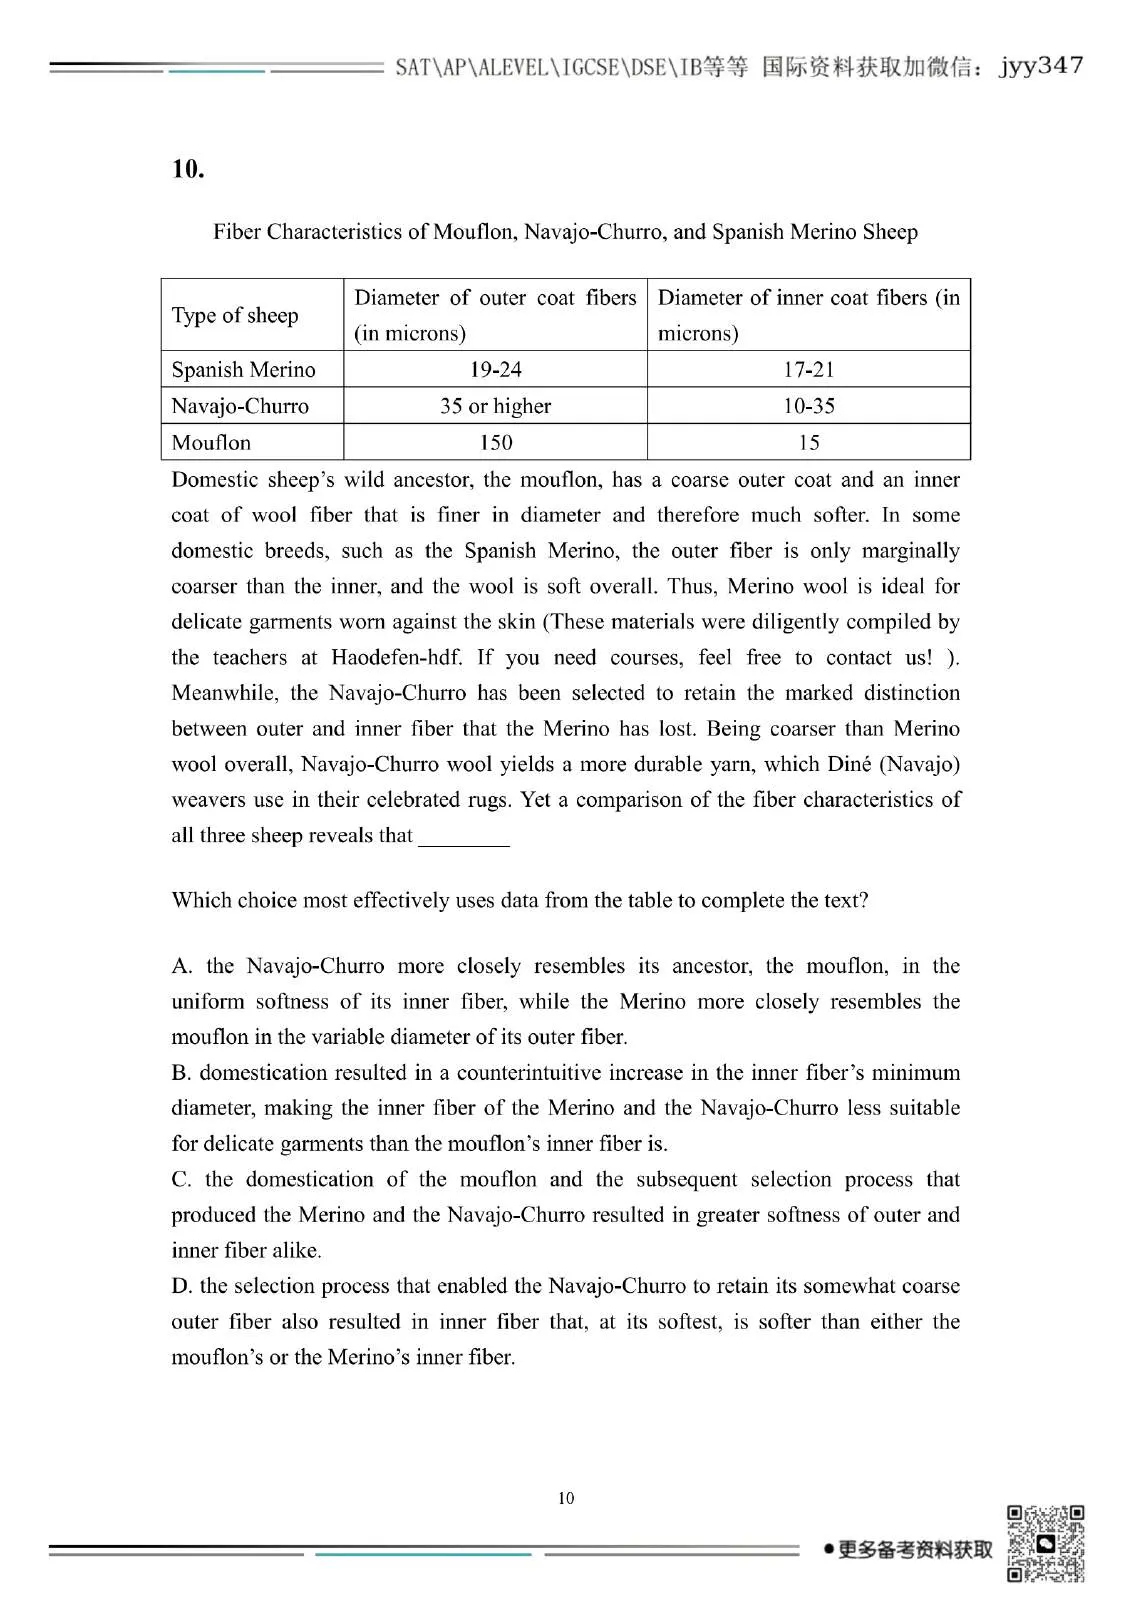 SAT\AP\ALEVEL\IGCSE\DSE\IB等等 国际资料获取加微信：jyy347
10.
Fiber Characteristics of Mouflon, Navajo-Churro, and Spanish Merino Sheep
Type of sheep
Diameter of outer coat fibers
(in microns)
Diameter of inner coat fibers (in
microns)
Spanish Merino 19-24 17-21
Navajo-Churro 35 or higher 10-35
Mouflon 150 15
Domestic sheep’s wild ancestor, the mouflon, has a coarse outer coat and an inner
coat of wool fiber that is finer in diameter and therefore much softer. In some
domestic breeds, such as the Spanish Merino, the outer fiber is only marginally
coarser than the inner, and the wool is soft overall. Thus, Merino wool is ideal for
delicate garments worn against the skin (These materials were diligently compiled by
the teachers at Haodefen-hdf. If you need courses, feel free to contact us! ).
Meanwhile, the Navajo-Churro has been selected to retain the marked distinction
between outer and inner fiber that the Merino has lost. Being coarser than Merino
wool overall, Navajo-Churro wool yields a more durable yarn, which Diné (Navajo)
weavers use in their celebrated rugs. Yet a comparison of the fiber characteristics of
all three sheep reveals that ________
Which choice most effectively uses data from the table to complete the text?
A. the Navajo-Churro more closely resembles its ancestor, the mouflon, in the
uniform softness of its inner fiber, while the Merino more closely resembles the
mouflon in the variable diameter of its outer fiber.
B. domestication resulted in a counterintuitive increase in the inner fiber’s minimum
diameter, making the inner fiber of the Merino and the Navajo-Churro less suitable
for delicate garments than the mouflon’s inner fiber is.
C. the domestication of the mouflon and the subsequent selection process that
produced the Merino and the Navajo-Churro resulted in greater softness of outer and
inner fiber alike.
D. the selection process that enabled the Navajo-Churro to retain its somewhat coarse
outer fiber also resulted in inner fiber that, at its softest, is softer than either the
mouflon’s or the Merino’s inner fiber.
10
●更多备考资料获取